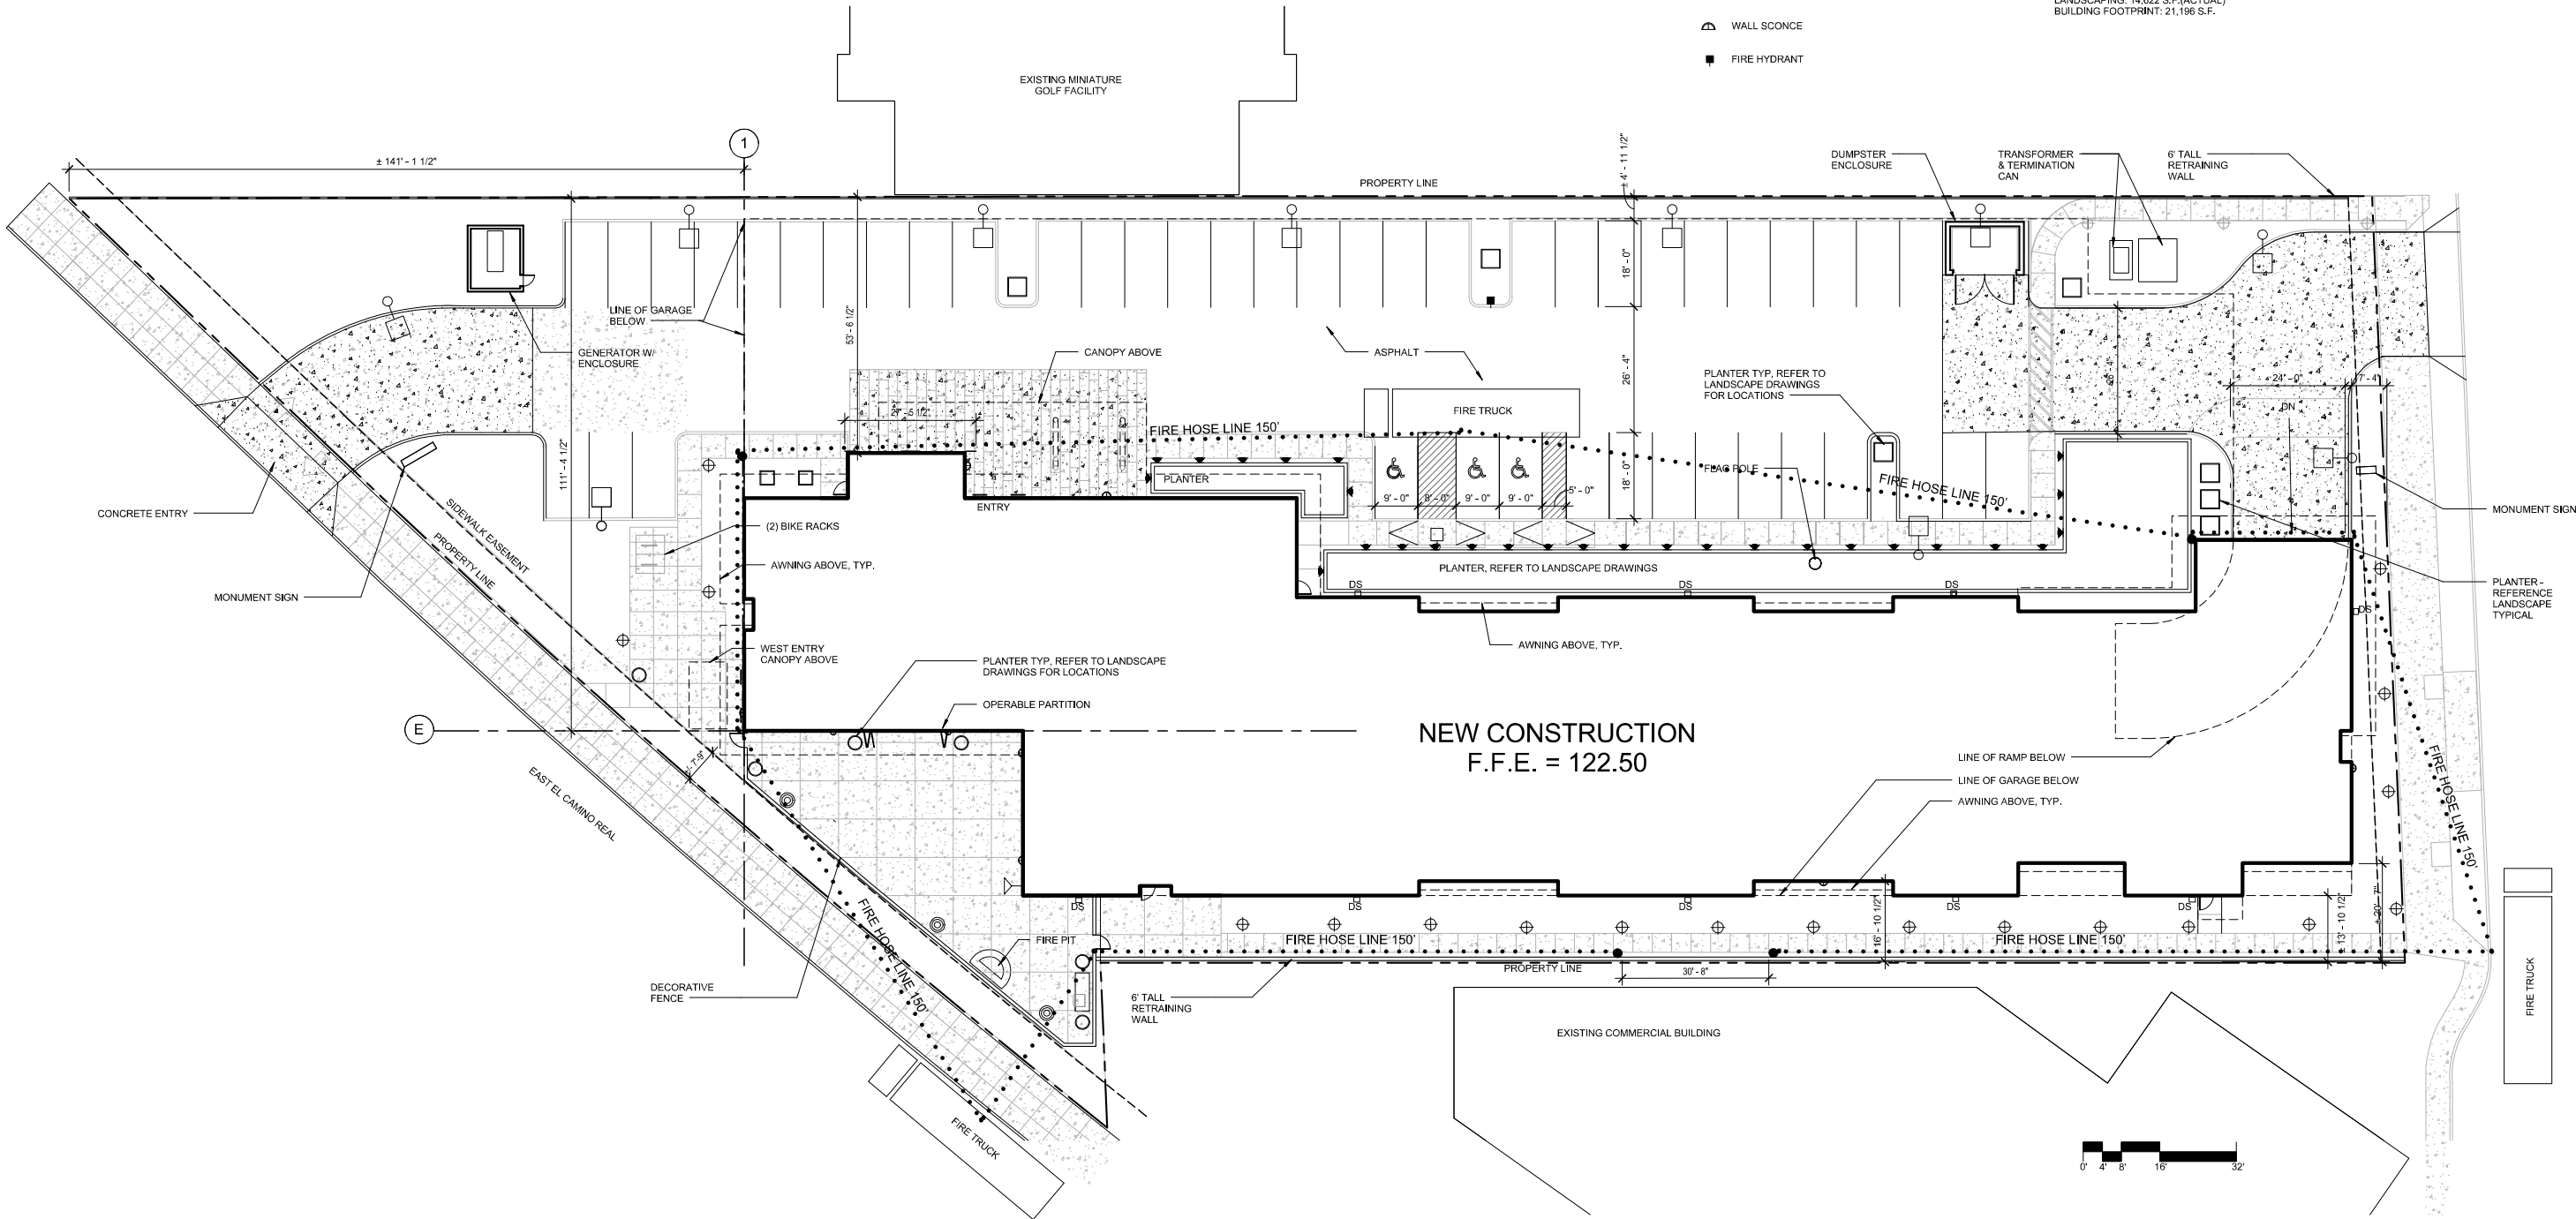 LANDSCAPING: 14,622 S.F.(ACTUAL)
BUILDING FOOTPRINT: 21,196 S.F.
WALL SCONCE
FIRE HYDRANT
EXISTING MINIATURE
GOLF FACILITY
1
± 141' - 1 1/2"
± 4' - 11 1/2"
PROPERTY LINE
DUMPSTER
ENCLOSURE
TRANSFORMER
& TERMINATION
CAN
6' TALL
RETRAINING
WALL
18' - 0"
LINE OF GARAGE
BELOW
53' - 6 1/2"
GENERATOR W/
ENCLOSURE
CANOPY ABOVE
ASPHALT
26' - 4"
26' - 4"
PLANTER TYP, REFER TO
LANDSCAPE DRAWINGS
FOR LOCATIONS
24' - 0"
7' - 4"
DN
FIRE TRUCK
27' - 5 1/2"
FIRE HOSE LINE 150'
111' - 4 1/2"
PLANTER
FLAG POLE
FIRE HOSE LINE 150'
18' - 0"
9' - 0"
8' - 0"
9' - 0"
9' - 0"
5' - 0"
CONCRETE ENTRY
SIDEWALK EASEMENT
PROPERTY LINE
ENTRY
MONUMENT SIGN
(2) BIKE RACKS
AWNING ABOVE, TYP.
PLANTER, REFER TO LANDSCAPE DRAWINGS
DS
DS
DS
DS
PLANTER -
REFERENCE
LANDSCAPE
TYPICAL
MONUMENT SIGN
WEST ENTRY
CANOPY ABOVE
PLANTER TYP, REFER TO LANDSCAPE
DRAWINGS FOR LOCATIONS
AWNING ABOVE, TYP.
OPERABLE PARTITION
E
NEW CONSTRUCTION
F.F.E. = 122.50
LINE OF RAMP BELOW
LINE OF GARAGE BELOW
AWNING ABOVE, TYP.
EAST EL CAMINO REAL
FIRE HOSE LINE 150'
DS
DS
DS
DS
DS
FIRE HOSE LINE 150'
FIRE PIT
FIRE HOSE LINE 150'
16' - 10 1/2"
FIRE HOSE LINE 150'
13' - 10 1/2"
PROPERTY LINE
30' - 8"
DECORATIVE
FENCE
6' TALL
RETRAINING
WALL
FIRE TRUCK
EXISTING COMMERCIAL BUILDING
FIRE TRUCK
0' 4' 8' 16' 32'